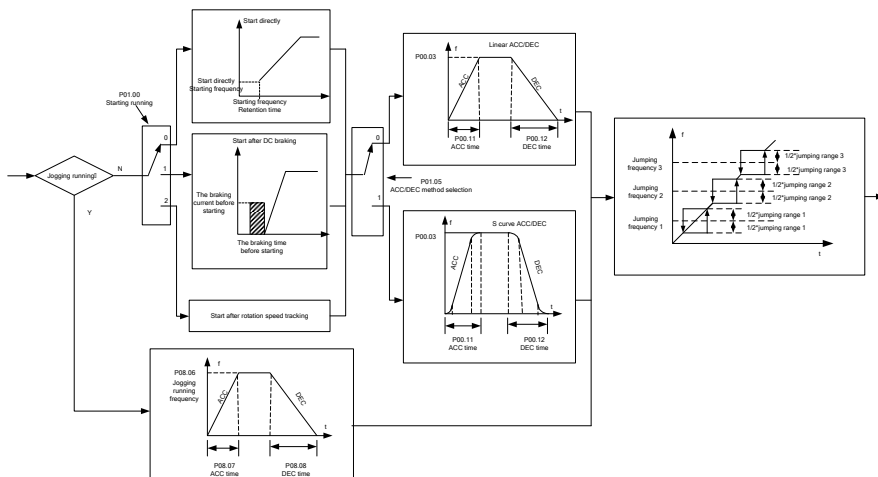 Start directly
Start directly
Starting frequency
Starting frequency
Retention time
P01.00
Starting running
0
1
2
Jogging running
N
Y
Start after DC braking
The braking
current before
starting
The braking time
before starting
Start after rotation speed tracking
0
1
P01.05
ACC/DEC
method selection
f
Linear ACC/DEC
P00.03
ACC
DEC
t
P00.11
ACC time
P00.12
DEC time
f
S curve ACC/DEC
P00.03
ACC
DEC
t
P00.11
ACC time
P00.12
DEC time
f
P08.06
Jogging
running
frequency
ACC
DEC
t
P08.07
ACC time
P08.08
DEC time
f
Jumping
frequency 3
1/2*jumping range 3
1/2*jumping range 3
Jumping
frequency 2
1/2*jumping range 2
1/2*jumping range 2
Jumping
frequency 1
1/2*jumping range 1
1/2*jumping range 1
t